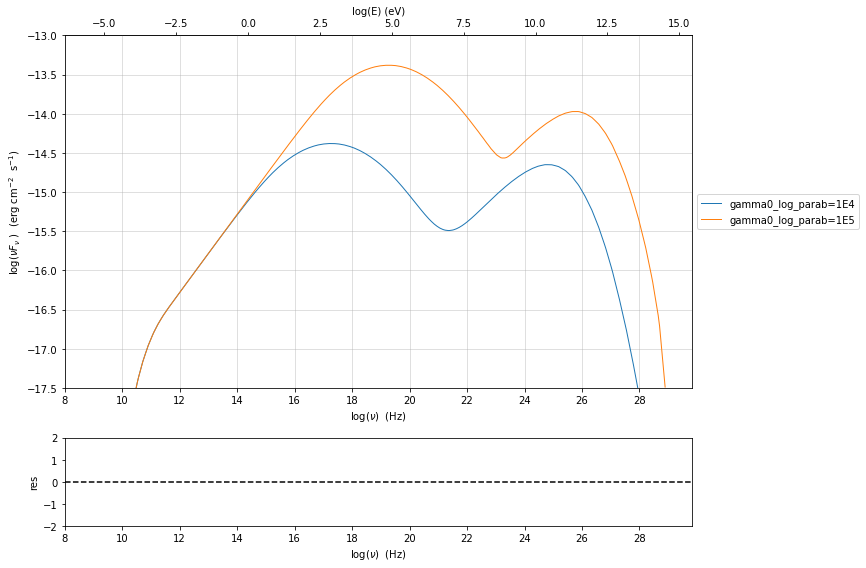 log(E) (eV)
−5.0 −2.5 0.0 2.5 5.0 7.5 10.0 12.5 15.0
−13.0
−13.5
−14.0
−14.5
−15.0
−15.5
−16.0
−16.5
−17.0
−17.5
log(νFν ) (erg cm−2 s−1)
gamma0_log_parab=1E4
gamma0_log_parab=1E5
8 10 12 14 16 18 20 22 24 26 28
log(ν) (Hz)
2
1
0
−1
−2
res
8 10 12 14 16 18 20 22 24 26 28
log(ν) (Hz)